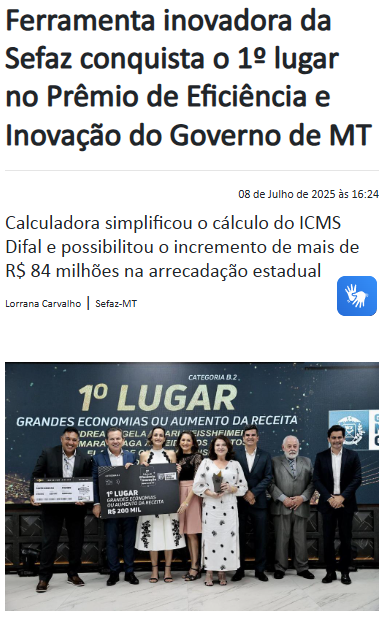 Ferramenta inovadora da
Sefaz conquista o 1º lugar
no Prêmio de Eficiência e
Inovação do Governo de MT
08 de Julho de 2025 às 16:24
Calculadora simplificou o cálculo do ICMS
Difal e possibilitou o incremento de mais de
R$ 84 milhões na arrecadação estadual
Lorrana Carvalho | Sefaz-MT
CATEGORIA B.2
1º LUGAR
GRANDES ECONOMIAS OU AUMENTO DA RECEITA
1º LUGAR
GRANDES ECONOMIAS
OU AUMENTO DA RECEITA
R$ 200 MIL